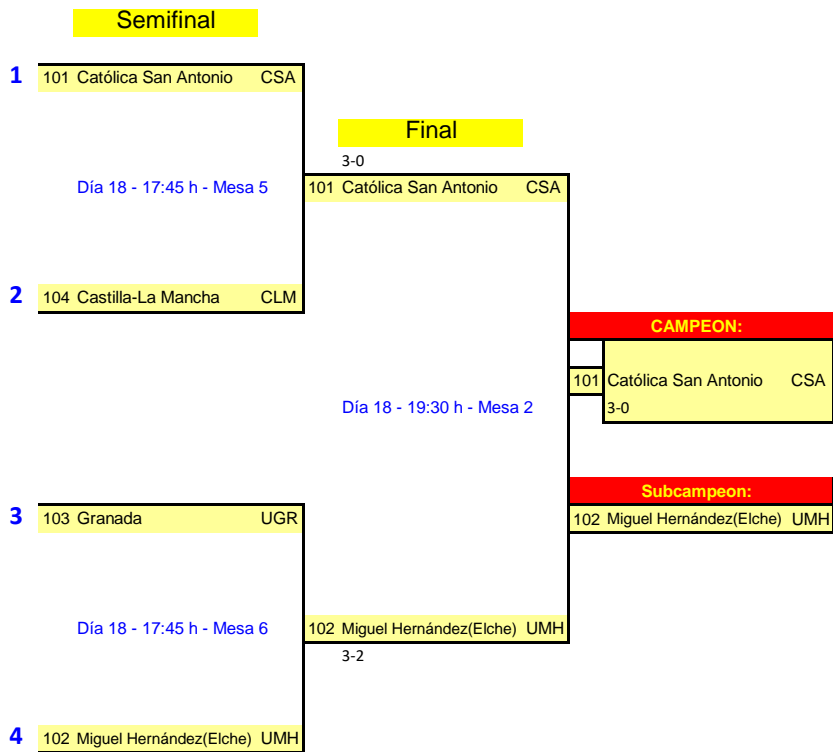 Semifinal
1 101 Católica San Antonio CSA
Final
3-0
Día 18 - 17:45 h - Mesa 5
101 Católica San Antonio CSA
2 104 Castilla-La Mancha CLM
CAMPEON:
101 Católica San Antonio CSA
Día 18 - 19:30 h - Mesa 2
3-0
Subcampeon:
3 103 Granada UGR
102 Miguel Hernández(Elche) UMH
Día 18 - 17:45 h - Mesa 6
102 Miguel Hernández(Elche) UMH
3-2
4 102 Miguel Hernández(Elche) UMH